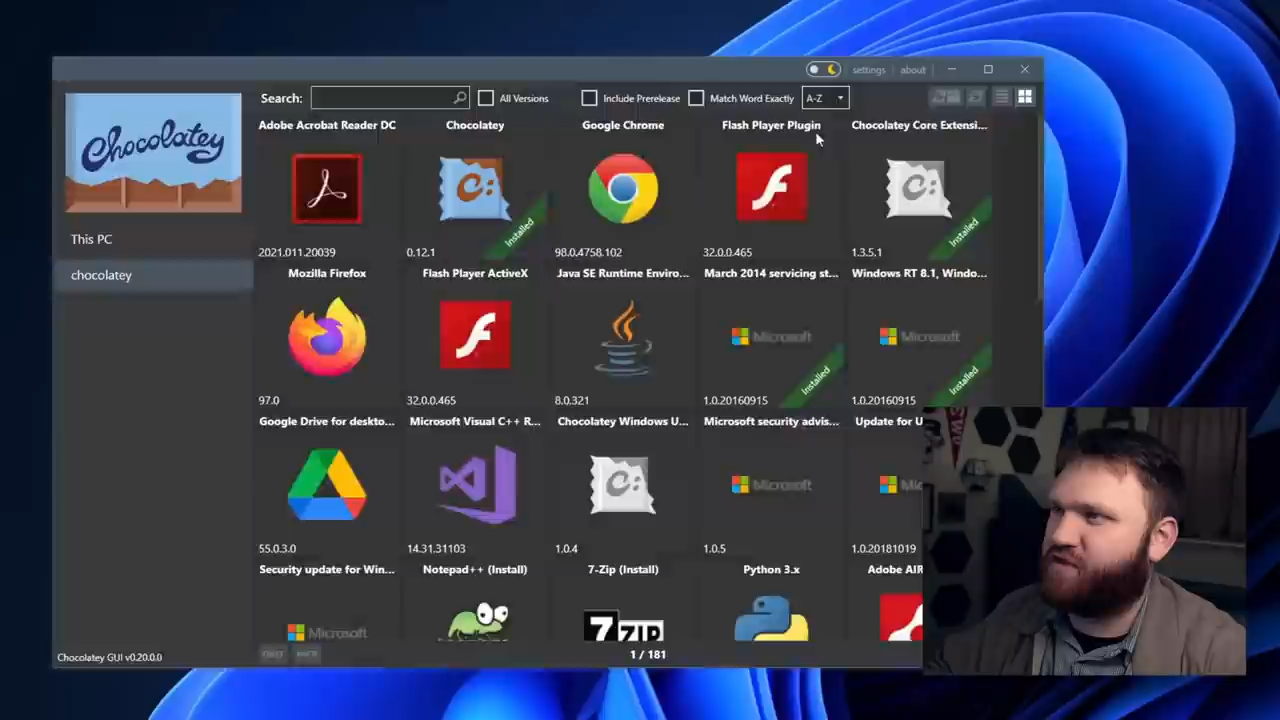 settings
about
Chocolatey
Search:
All Versions
Include Prerelease
Match Word Exactly
A-Z
This PC
chocolatey
Adobe Acrobat Reader DC
Chocolatey
Google Chrome
Flash Player Plugin
Chocolatey Core Extensi...
Installed
Installed
2021.011.20039
0.12.1
98.0.4758.102
32.0.0.465
1.3.5.1
Mozilla Firefox
Flash Player ActiveX
Java SE Runtime Enviro...
March 2014 servicing st...
Windows RT 8.1, Windo...
Microsoft
Microsoft
Installed
Installed
97.0
32.0.0.465
8.0.321
1.0.20160915
1.0.20160915
Google Drive for deskto...
Microsoft Visual C++ R...
Chocolatey Windows U...
Microsoft security advis...
Update for U
Microsoft
Mic
55.0.3.0
14.31.31103
1.0.4
1.0.5
1.0.20181019
Security update for Win...
Notepad++ (Install)
7-Zip (Install)
Python 3.x
Adobe AIR
Microsoft
7ZIP
1 / 181
Chocolatey GUI v0.20.0.0